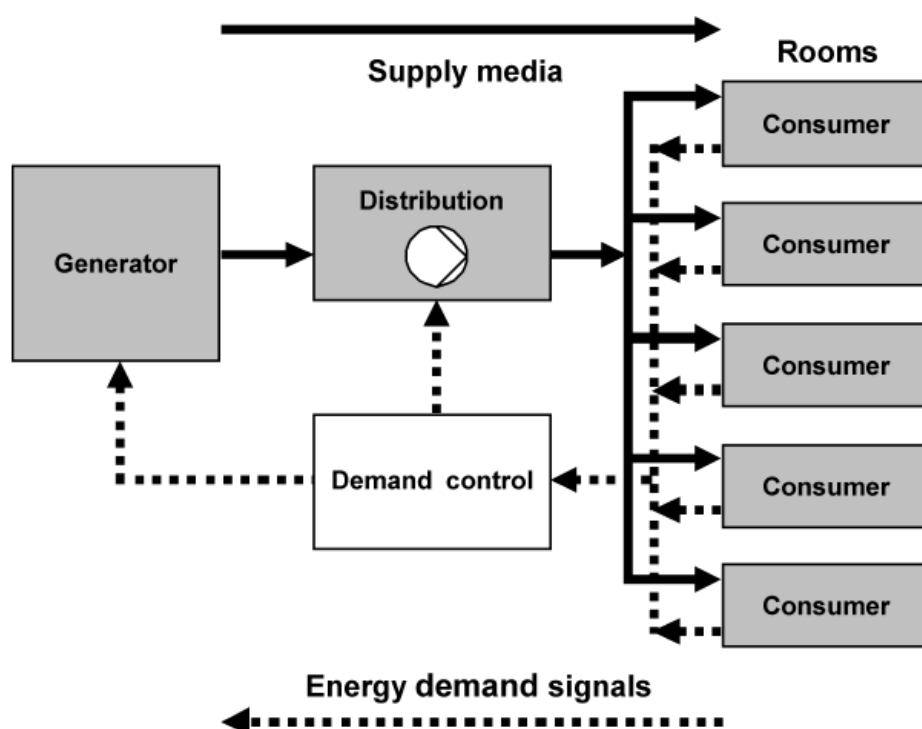 Supply media
Rooms
Consumer
Generator
Distribution
Consumer
Consumer
Demand control
Consumer
Consumer
Energy demand signals